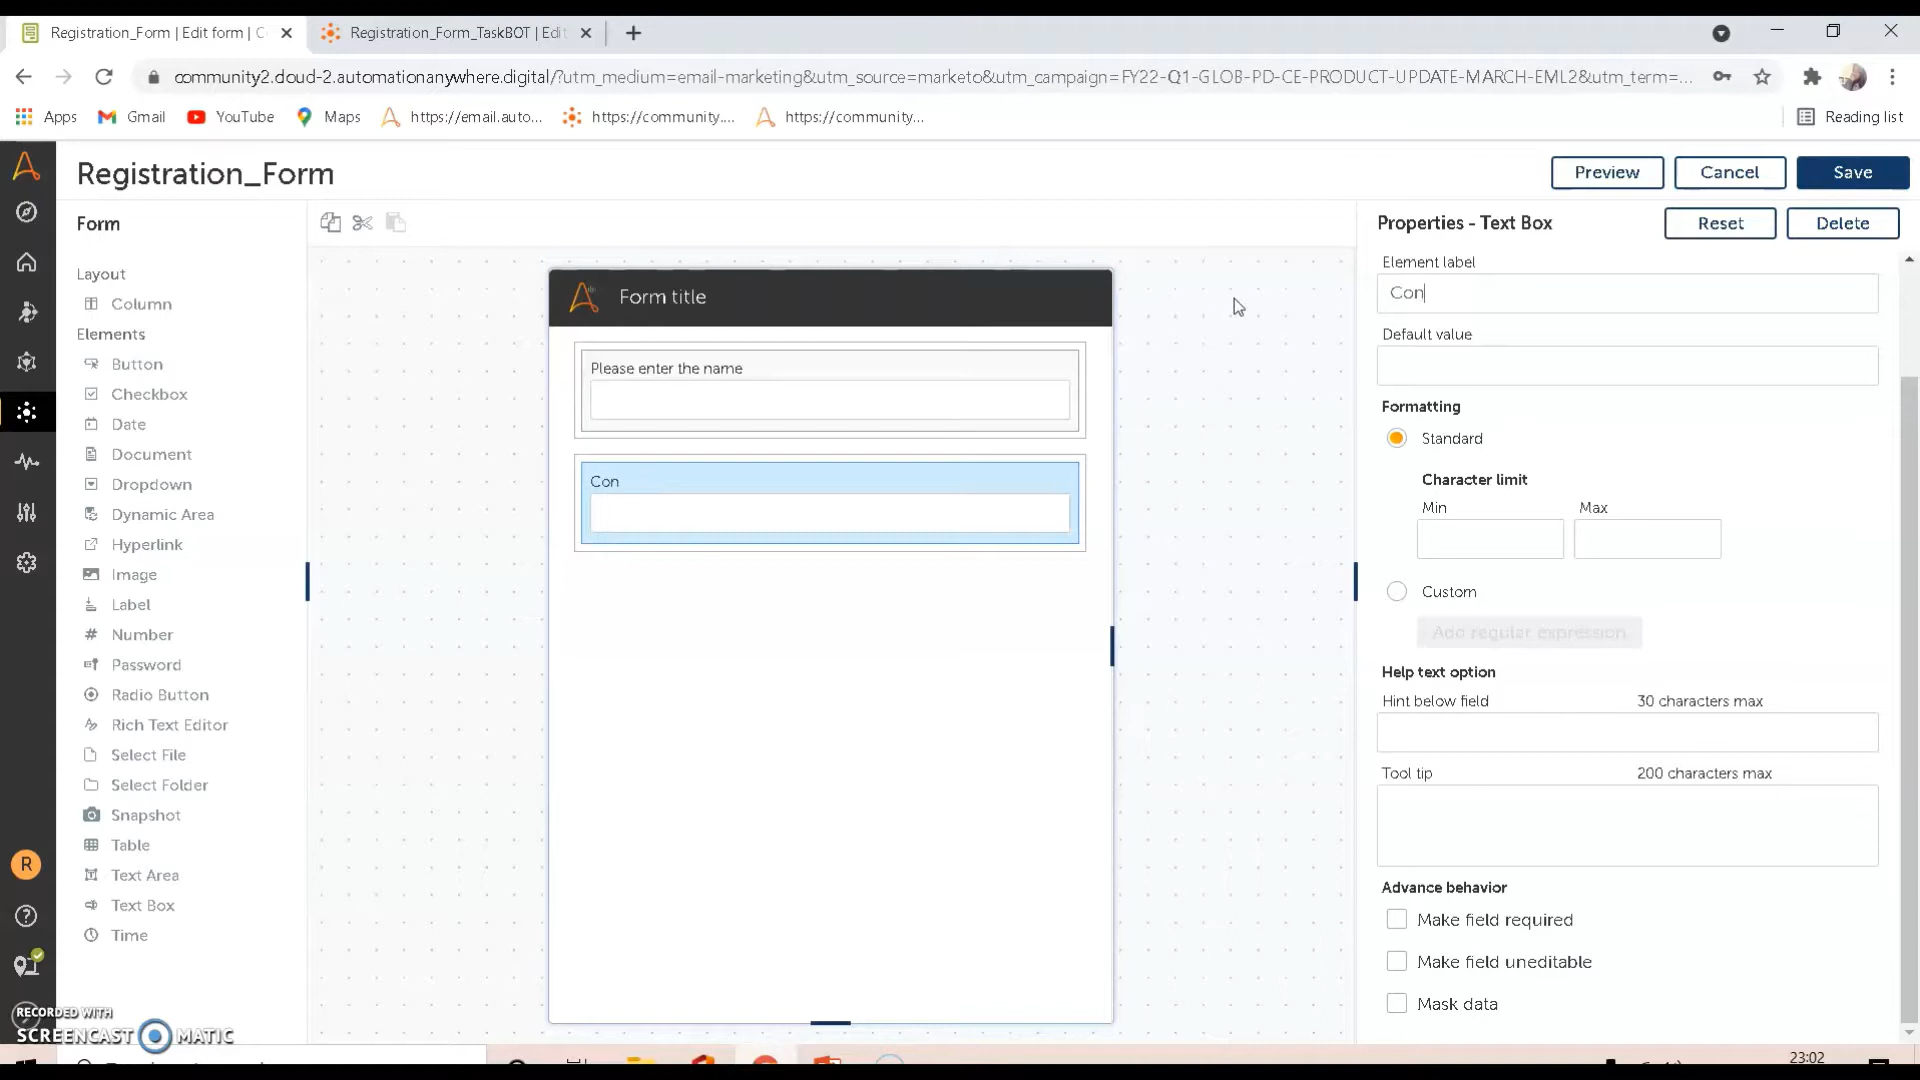 Registration_Form | Edit form | C
Registration_Form_TaskBOT | Edit
community2.cloud-2.automationanywhere.digital/?utm_medium=email-marketing&utm_source=marketo&utm_campaign=FY22-Q1-GLOB-PD-CE-PRODUCT-UPDATE-MARCH-EML2&utm_term=...
Apps
Gmail
YouTube
Maps
https://email.auto...
https://community....
https://community...
Reading list
Registration_Form
Preview
Cancel
Save
Form
Layout
Column
Elements
Button
Checkbox
Date
Document
Dropdown
Dynamic Area
Hyperlink
Image
Label
Number
Password
Radio Button
Rich Text Editor
Select File
Select Folder
Snapshot
Table
Text Area
Text Box
Time
Form title
Please enter the name
Con
Properties - Text Box
Reset
Delete
Element label
Con
Default value
Formatting
Standard
Character limit
Min
Max
Custom
Add regular expression
Help text option
Hint below field
30 characters max
Tool tip
200 characters max
Advance behavior
Make field required
Make field uneditable
Mask data
R
RECORDED WITH
SCREENCAST MATIC
23:02